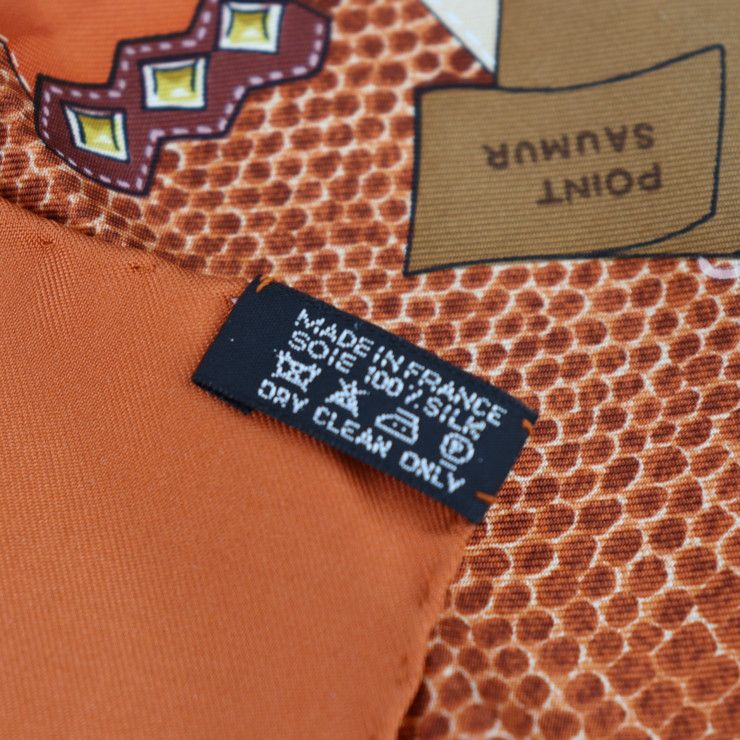 POINT
SAUMUR
MADE IN FRANCE
SOIE 100% SILK
P
DRY CLEAN ONLY